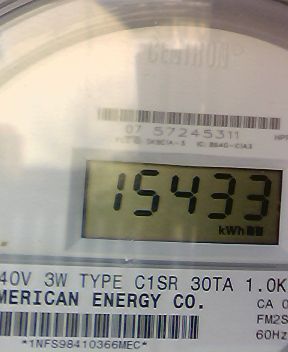 CENTRON®
07 57245311
15433
kWh
40V 3W TYPE C1SR 30TA 1.0K
MERICAN ENERGY CO.
CA 0
FM2S
60Hz
*1NFS98410366MEC*